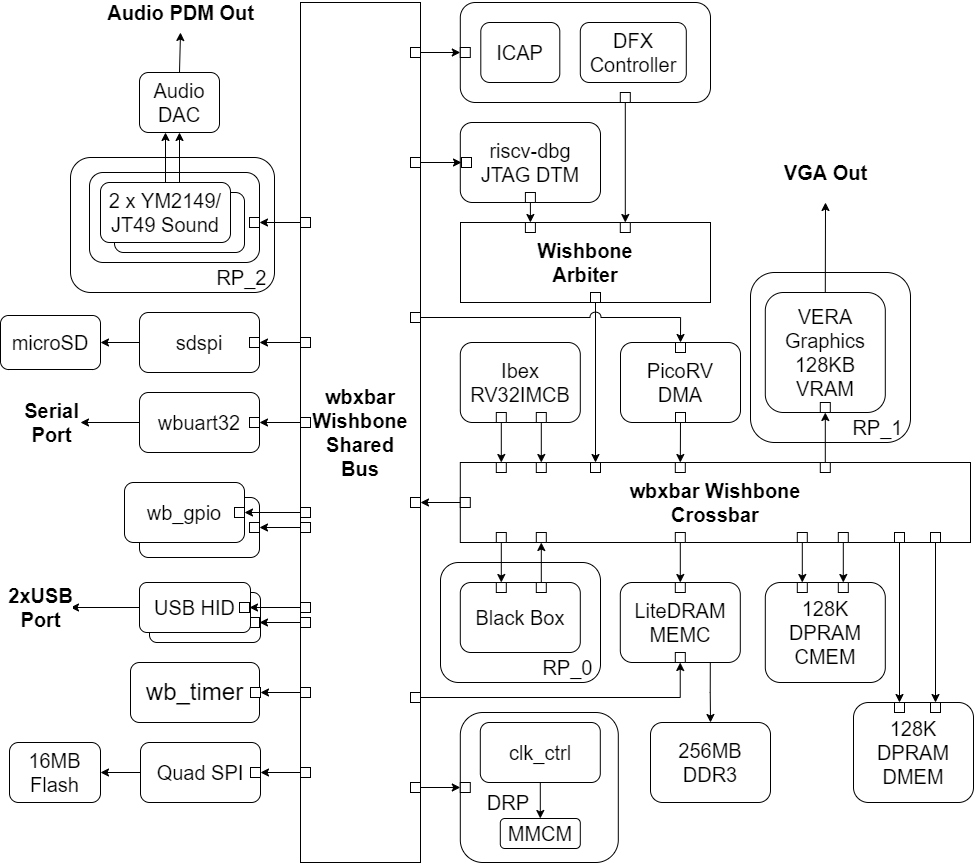 Audio PDM Out
Audio
DAC
2 x YM2149/
JT49 Sound
RP_2
microSD
sdspi
Serial
Port
wbuart32
wb_gpio
2xUSB
Port
USB HID
wb_timer
16MB
Flash
Quad SPI
wbxbar
Wishbone
Shared
Bus
ICAP
DFX
Controller
riscv-dbg
JTAG DTM
Wishbone
Arbiter
VGA Out
Ibex
RV32IMCB
PicoRV
DMA
VERA
Graphics
128KB
VRAM
RP_1
wbxbar Wishbone
Crossbar
Black Box
RP_0
LiteDRAM
MEMC
128K
DPRAM
CMEM
clk_ctrl
DRP
MMCM
256MB
DDR3
128K
DPRAM
DMEM